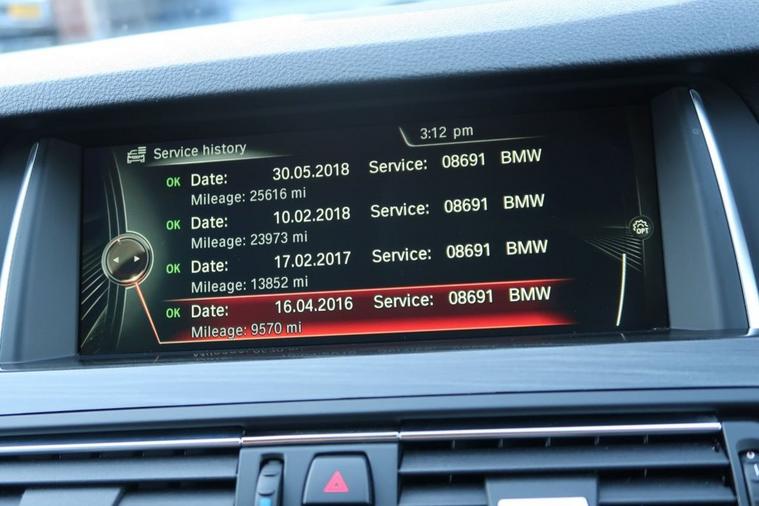 3:12 pm
Service history
OK Date: 30.05.2018 Service: 08691 BMW
Mileage: 25616 mi
OK Date: 10.02.2018 Service: 08691 BMW
Mileage: 23973 mi
OK Date: 17.02.2017 Service: 08691 BMW
Mileage: 13852 mi
OK Date: 16.04.2016 Service: 08691 BMW
Mileage: 9570 mi
OPT